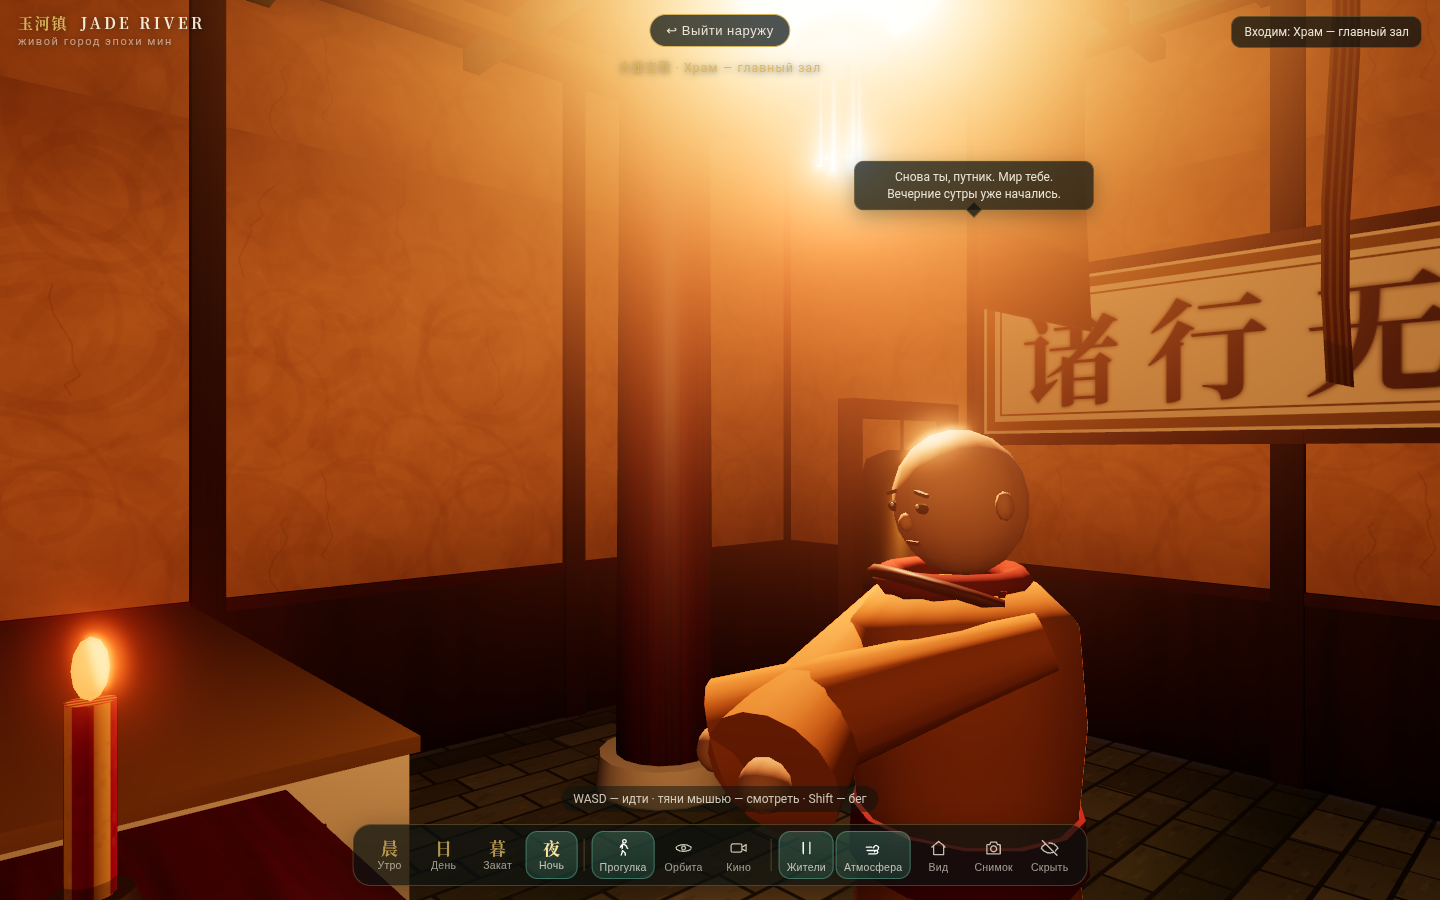 玉河镇 JADE RIVER
живой город эпохи мин
↩ Выйти наружу
Входим: Храм — главный зал
· Храм — главный зал
Снова ты, путник. Мир тебе.
Вечерние сутры уже начались.
诸行无
WASD — идти · тяни мышью — смотреть · Shift — бег
晨 日 暮 夜
Утро День Закат Ночь Прогулка Орбита Кино Жители Атмосфера Вид Снимок Скрыть